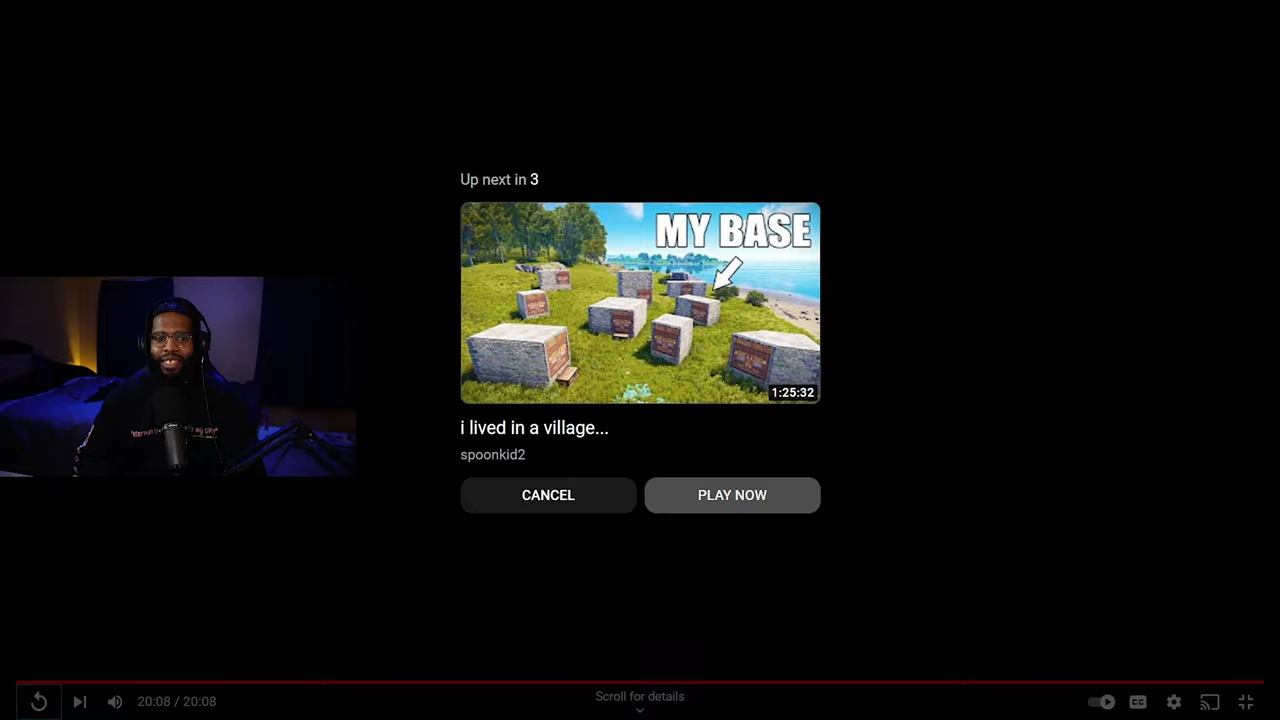 Up next in 3
MY BASE
1:25:32
i lived in a village...
spoonkid2
CANCEL
PLAY NOW
Scroll for details
20:08 / 20:08
CC